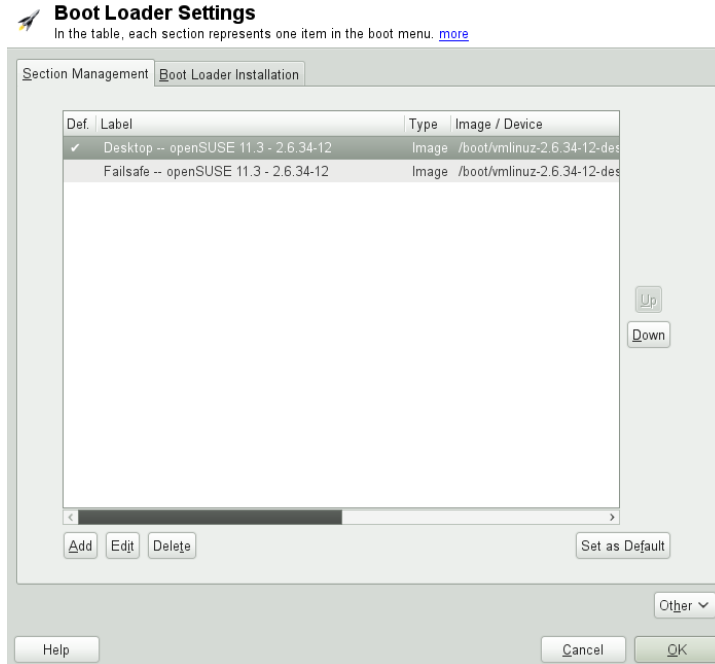 Boot Loader Settings
In the table, each section represents one item in the boot menu. more
Section Management Boot Loader Installation
Def. Label Type Image / Device
✔ Desktop -- openSUSE 11.3 - 2.6.34-12 Image /boot/vmlinuz-2.6.34-12-des
Failsafe -- openSUSE 11.3 - 2.6.34-12 Image /boot/vmlinuz-2.6.34-12-des
Up
Down
Add Edit Delete Set as Default
Other
Help Cancel OK